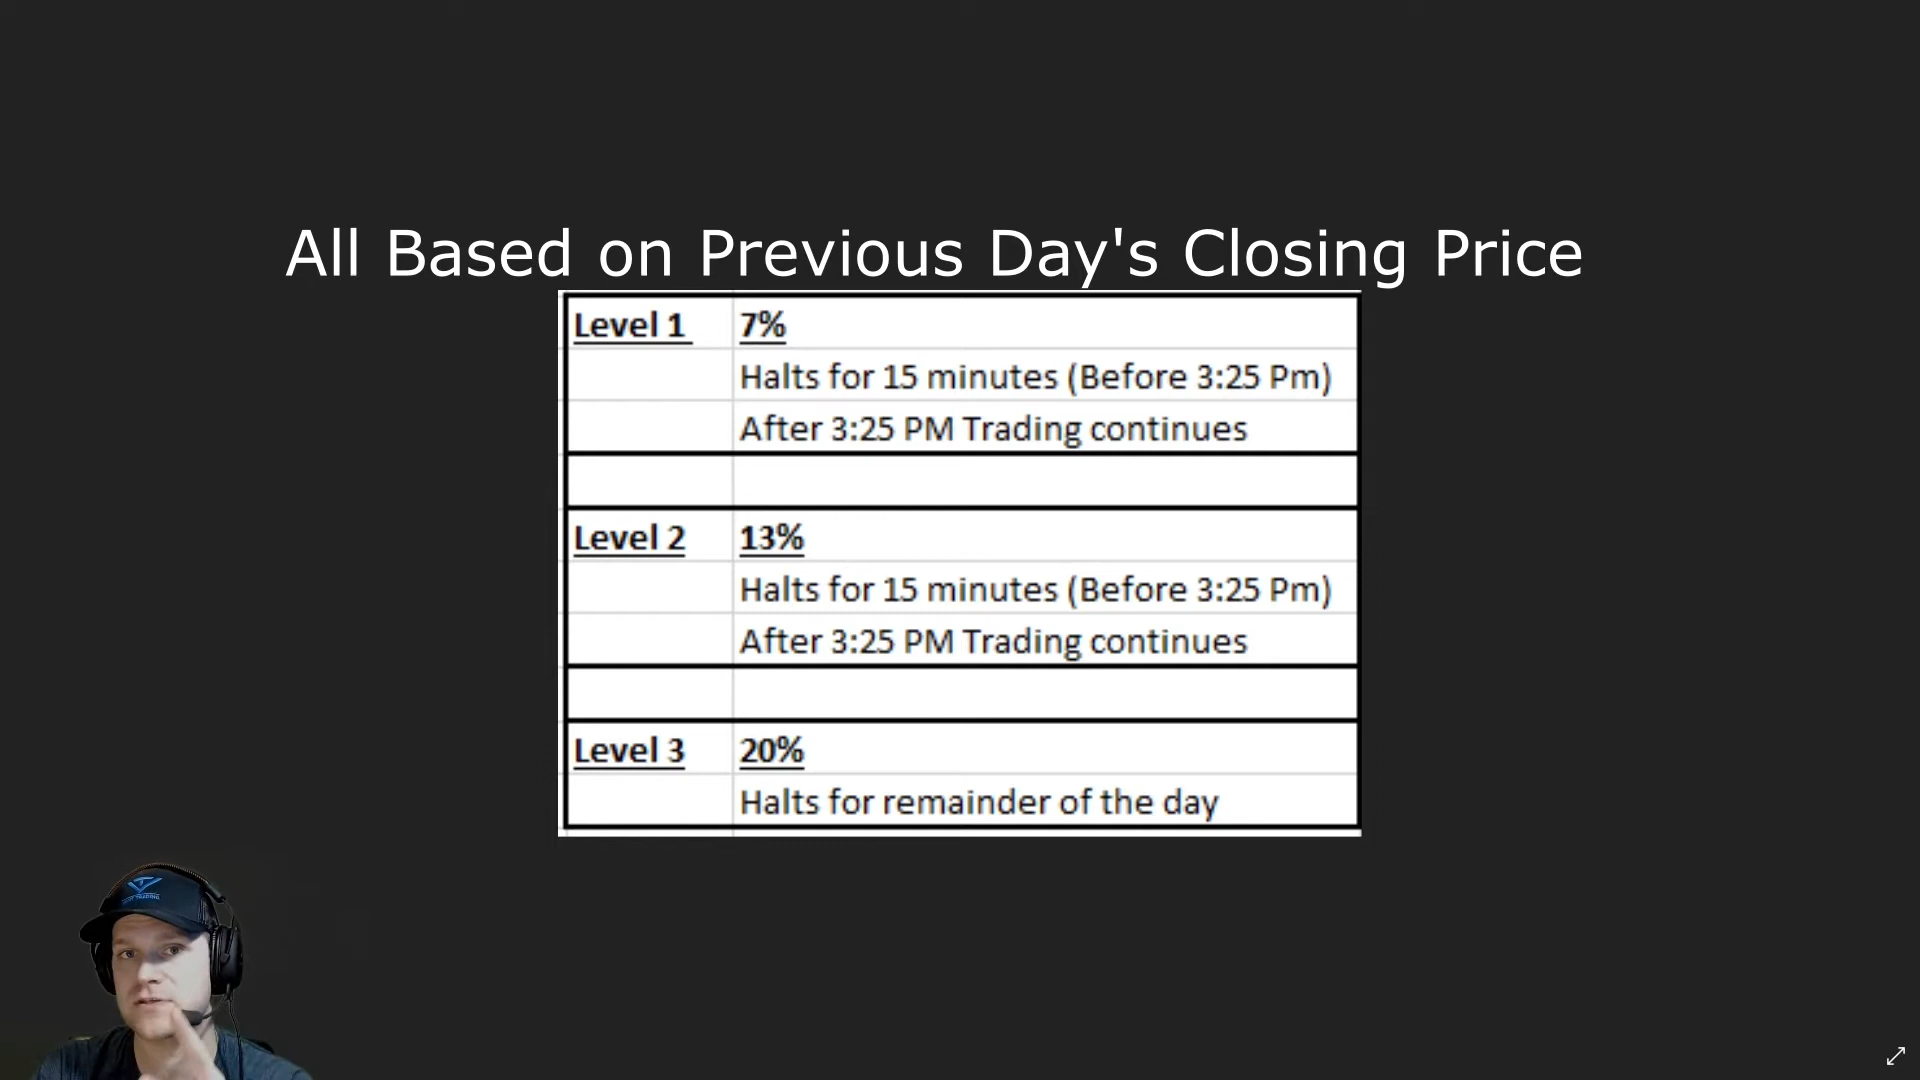 All Based on Previous Day's Closing Price
Level 1 7%
Halts for 15 minutes (Before 3:25 Pm)
After 3:25 PM Trading continues
Level 2 13%
Halts for 15 minutes (Before 3:25 Pm)
After 3:25 PM Trading continues
Level 3 20%
Halts for remainder of the day